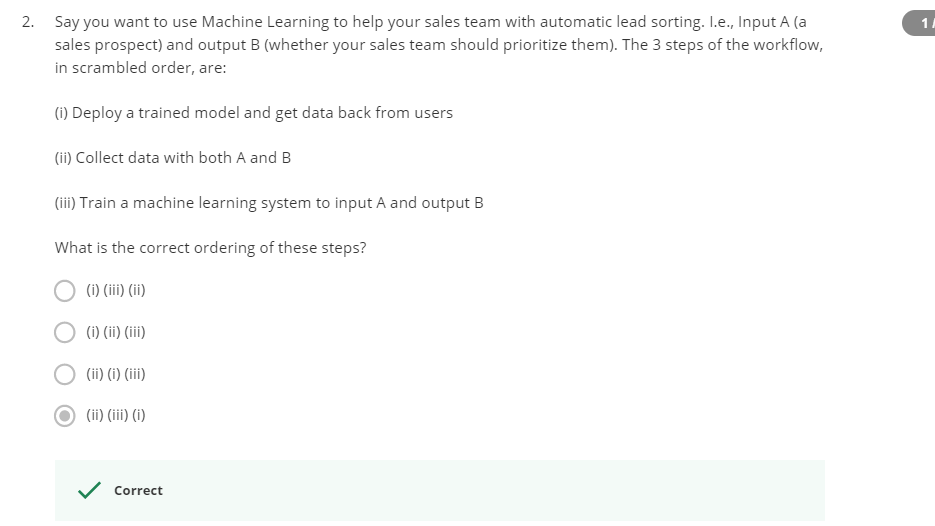 2. Say you want to use Machine Learning to help your sales team with automatic lead sorting. I.e., Input A (a
sales prospect) and output B (whether your sales team should prioritize them). The 3 steps of the workflow,
in scrambled order, are:
(i) Deploy a trained model and get data back from users
(ii) Collect data with both A and B
(iii) Train a machine learning system to input A and output B
What is the correct ordering of these steps?
(i) (iii) (ii)
(i) (ii) (iii)
(ii) (i) (iii)
(ii) (iii) (i)
Correct
1 /